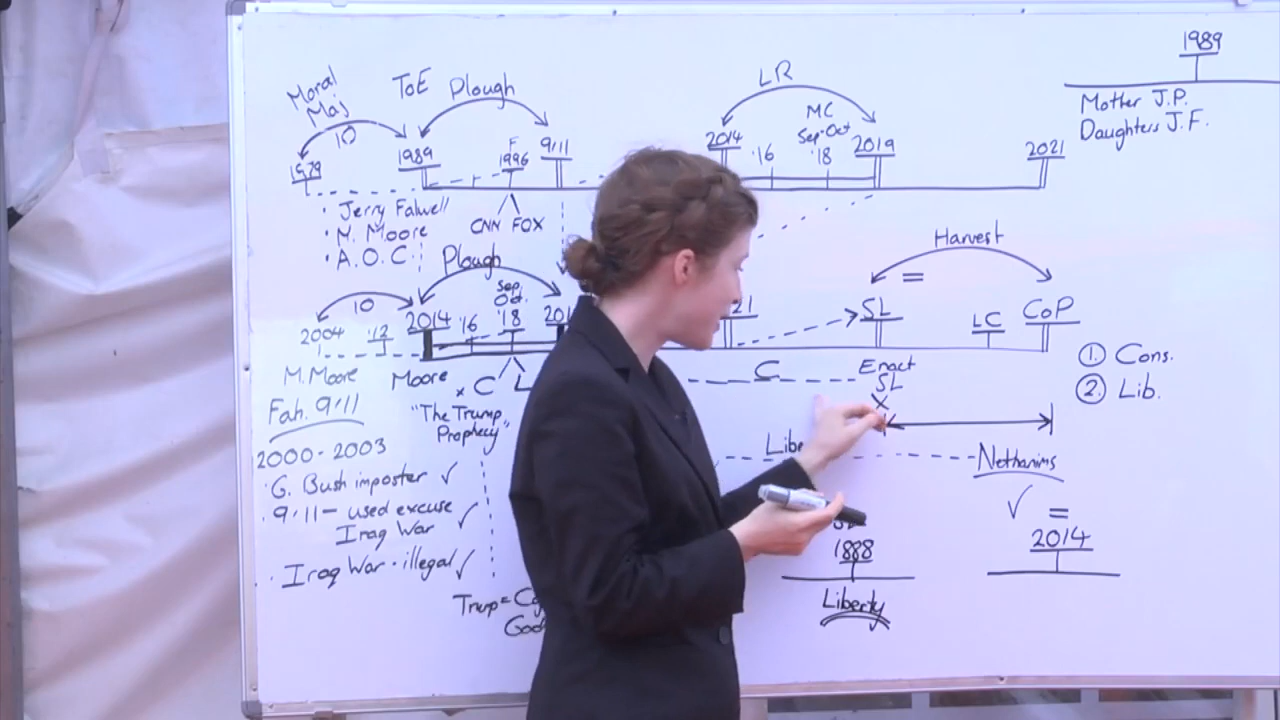 1989
Mother J.P.
Daughters J.F.
Moral
Maj
ToE
Plough
LR
10
MC
Sep-Oct
1979
1989
F
1996
9/11
2014
'16
'18
2019
2021
Jerry Falwell
M. Moore
A.O.C.
CNN FOX
Plough
Harvest
=
10
Sep
Oct.
2004
'12
2014
'16
'18
SL
LC
CoP
M. Moore
Moore
x C
L
C
Enact
SL
X
① Cons.
② Lib.
Fah. 9/11
"The Trump
Prophecy"
2000-2003
G. Bush imposter ✓
9/11 - used excuse
Iraq War ✓
Iraq War - illegal ✓
Nethanims
✓ =
2014
1888
Liberty